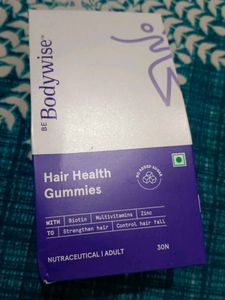 BE Bodywise™
Hair Health
Gummies
NO ADDED SUGAR
WITH Biotin Multivitamins Zinc
TO Strengthen hair Control hair fall
NUTRACEUTICAL | ADULT 30N